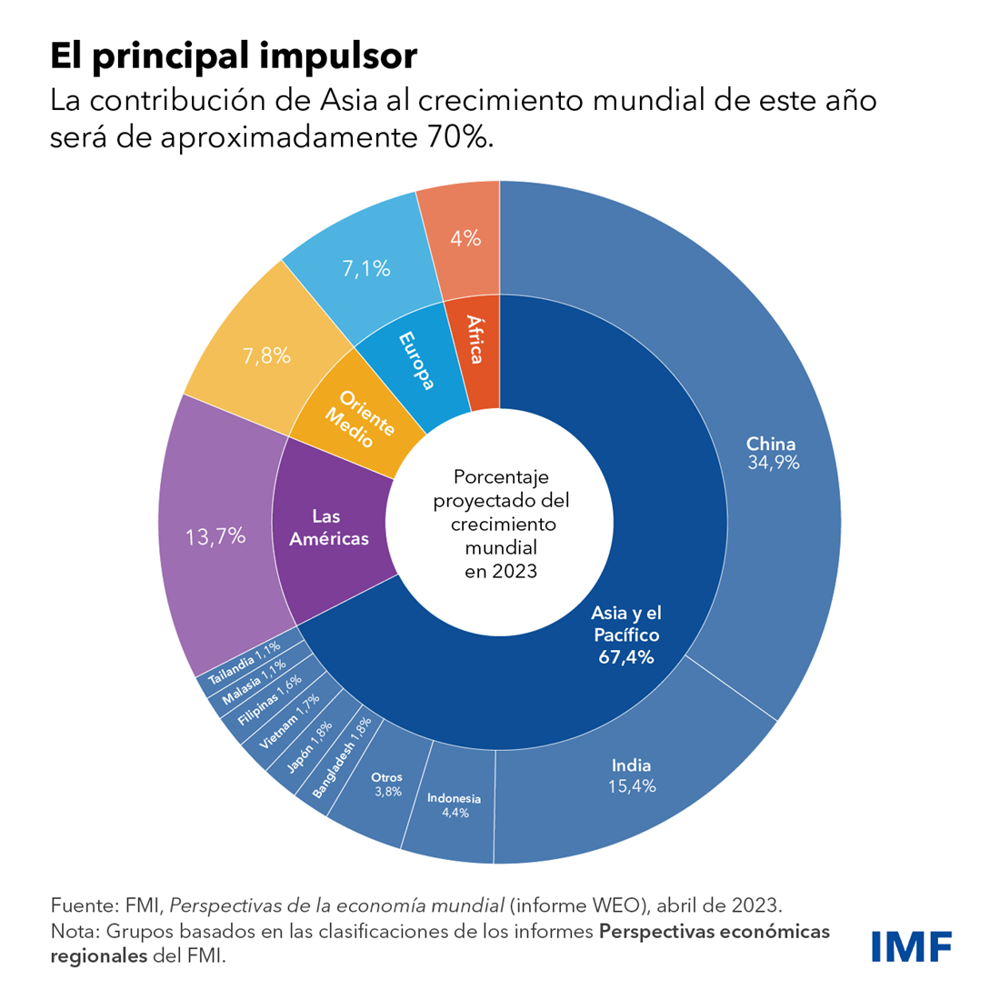 El principal impulsor
La contribución de Asia al crecimiento mundial de este año
será de aproximadamente 70%.
4%
África
7,1%
Europa
7,8%
Oriente
Medio
13,7%
Las
Américas
China
34,9%
Porcentaje
proyectado del
crecimiento
mundial
en 2023
Asia y el
Pacífico
67,4%
India
15,4%
Indonesia
4,4%
Otros
3,8%
Bangladesh 1,8%
Japón 1,8%
Vietnam 1,7%
Filipinas 1,6%
Malasia 1,1%
Tailandia 1,1%
Fuente: FMI, Perspectivas de la economía mundial (informe WEO), abril de 2023.
Nota: Grupos basados en las clasificaciones de los informes Perspectivas económicas
regionales del FMI.
IMF